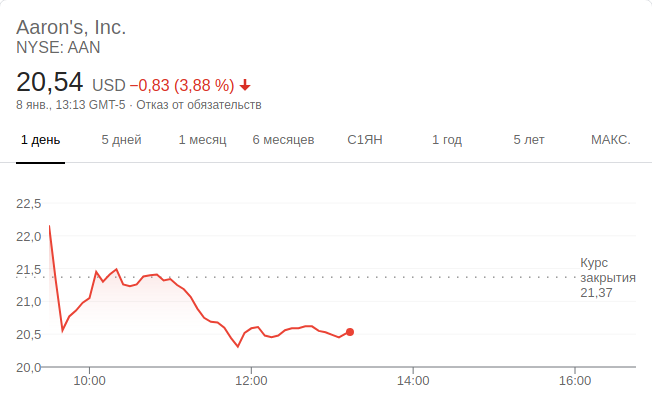 Aaron's, Inc.
NYSE: AAN
20,54 USD −0,83 (3,88 %)
8 янв., 13:13 GMT-5 · Отказ от обязательств
1 день 5 дней 1 месяц 6 месяцев С1ЯН 1 год 5 лет МАКС.
22,5
22,0
21,5
21,0
20,5
20,0
Курс
закрытия
21,37
10:00 12:00 14:00 16:00